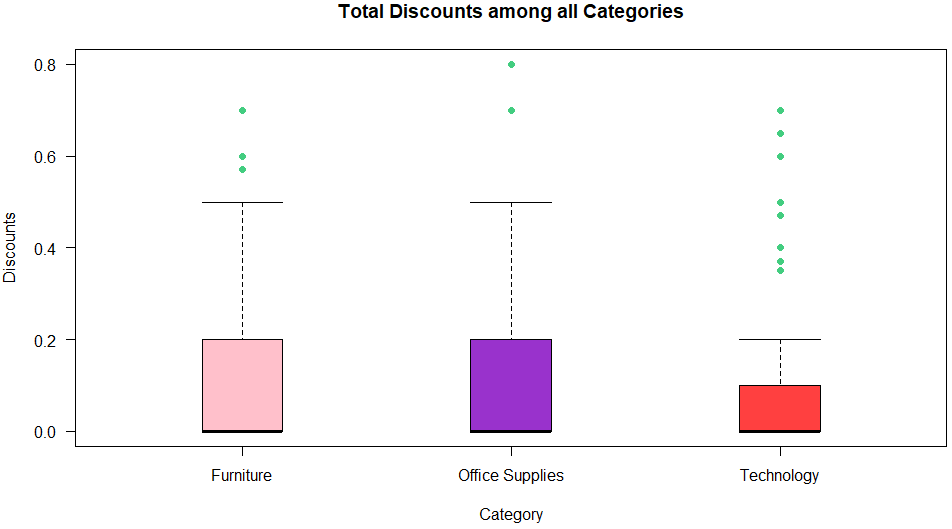 Total Discounts among all Categories
Discounts
0.8
0.6
0.4
0.2
0.0
Furniture
Office Supplies
Technology
Category